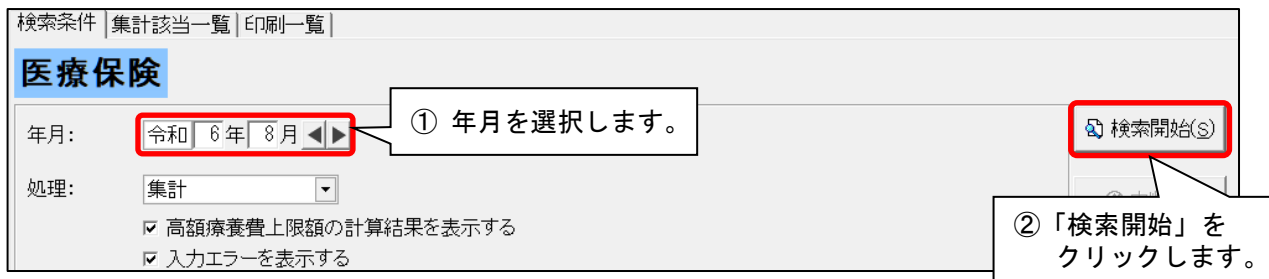 検索条件 集計該当一覧 印刷一覧
医療保険
年月: 令和 6年 8月
① 年月を選択します。
検索開始(S)
処理: 集計
②「検索開始」を
クリックします。
高額療養費上限額の計算結果を表示する
入力エラーを表示する